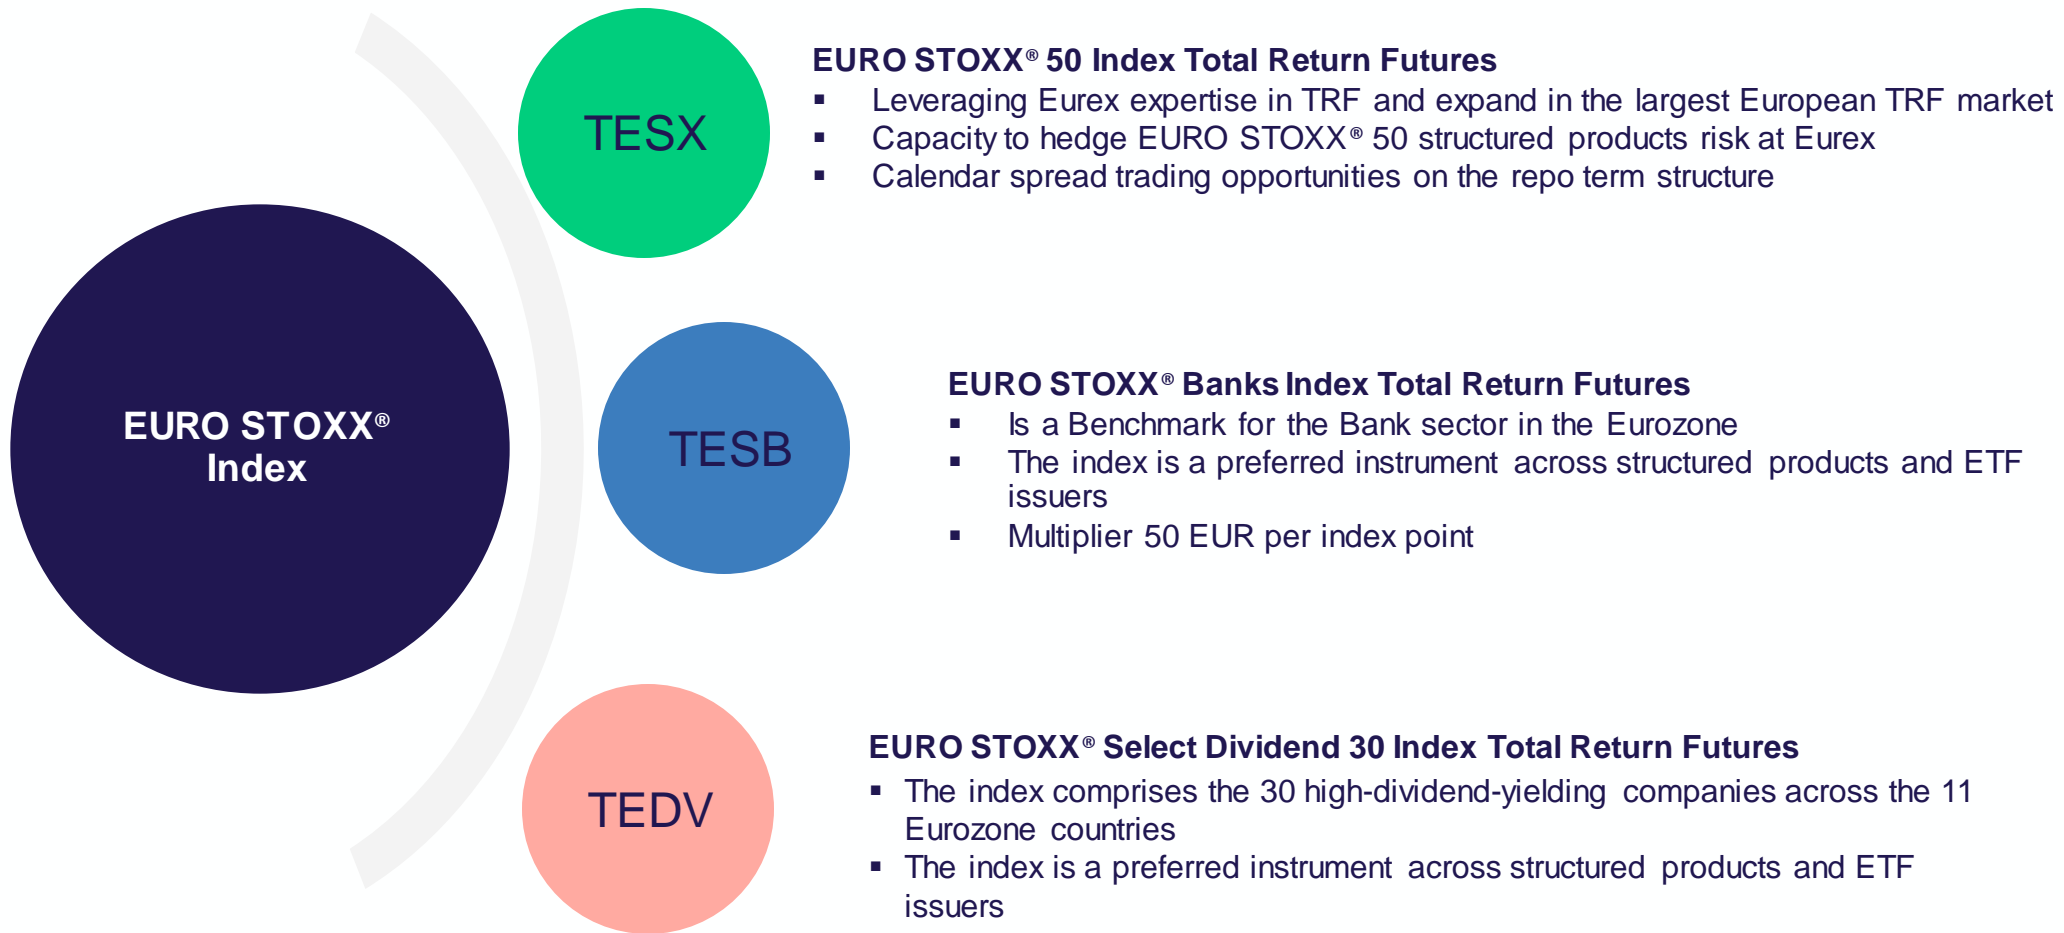 EURO STOXX®
Index
TESX
EURO STOXX® 50 Index Total Return Futures
▪ Leveraging Eurex expertise in TRF and expand in the largest European TRF market
▪ Capacity to hedge EURO STOXX® 50 structured products risk at Eurex
▪ Calendar spread trading opportunities on the repo term structure
TESB
EURO STOXX® Banks Index Total Return Futures
▪ Is a Benchmark for the Bank sector in the Eurozone
▪ The index is a preferred instrument across structured products and ETF
issuers
▪ Multiplier 50 EUR per index point
TEDV
EURO STOXX® Select Dividend 30 Index Total Return Futures
▪ The index comprises the 30 high-dividend-yielding companies across the 11
Eurozone countries
▪ The index is a preferred instrument across structured products and ETF
issuers